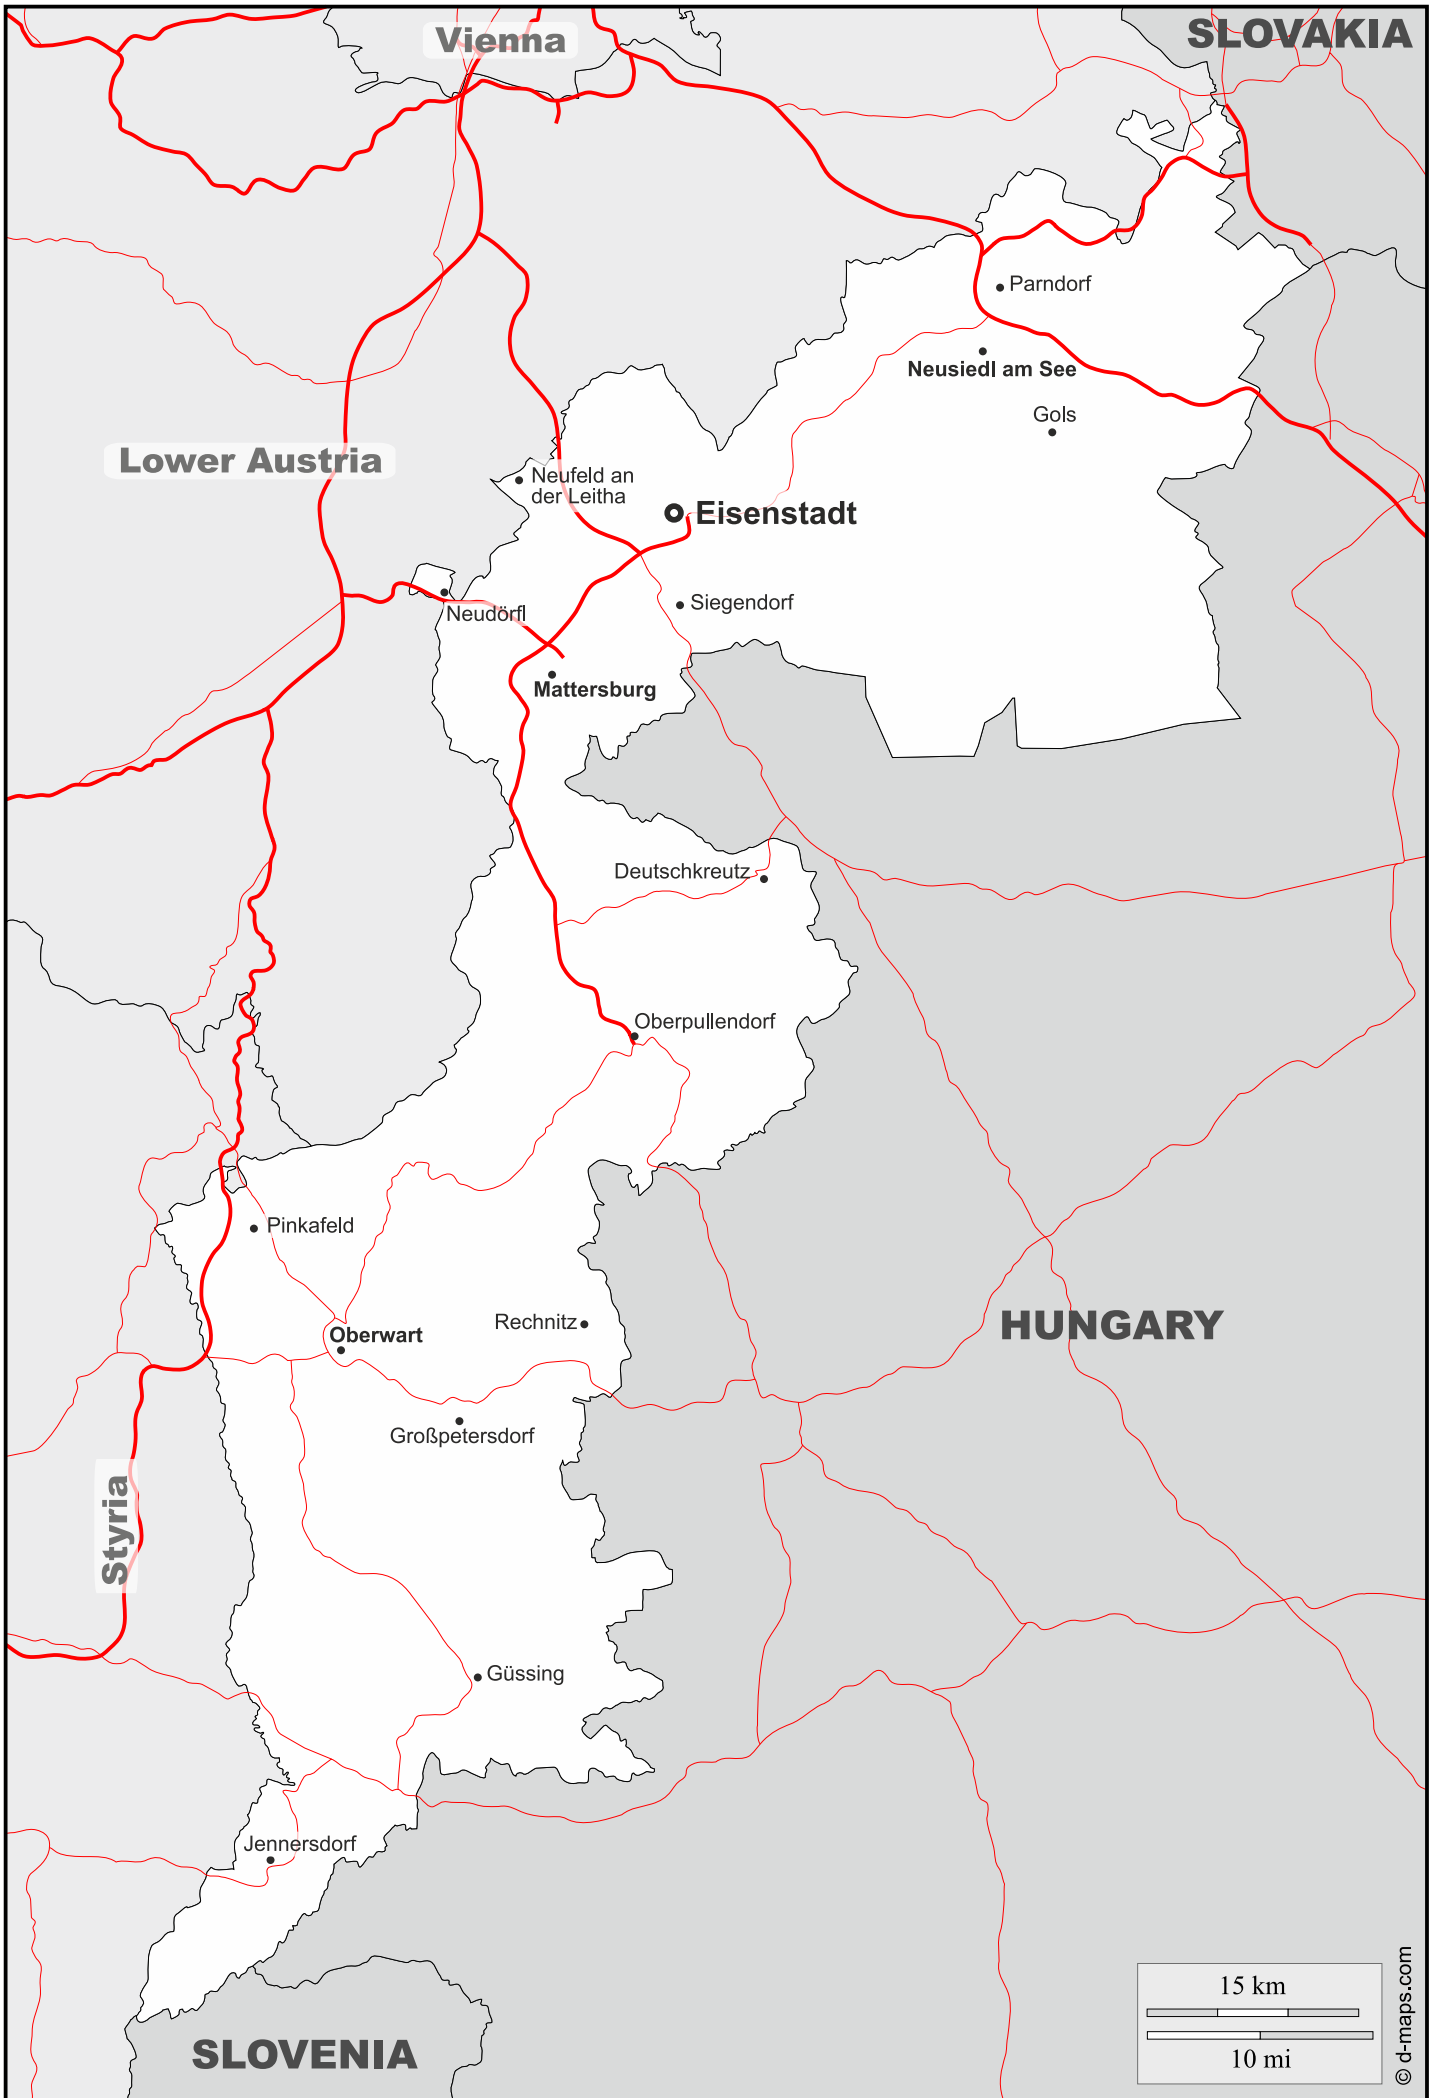 SLOVAKIA
Vienna
Parndorf
Neusiedl am See
Gols
Lower Austria
Neufeld an
der Leitha
Eisenstadt
Neudörfl
Siegendorf
Mattersburg
Deutschkreutz
Oberpullendorf
Pinkafeld
Rechnitz
Oberwart
HUNGARY
Großpetersdorf
Styria
Güssing
Jennersdorf
SLOVENIA
15 km
10 mi
© d-maps.com